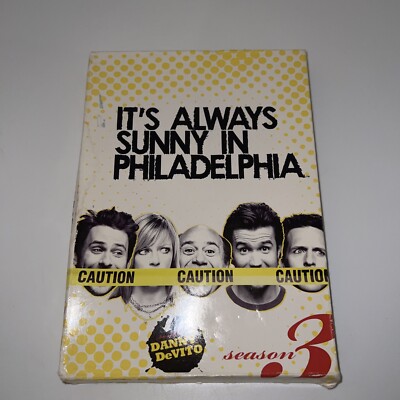 IT'S ALWAYS
SUNNY IN
PHILADELPHIA
CAUTION CAUTION CAUTION
DANNY
DeVITO
season 3